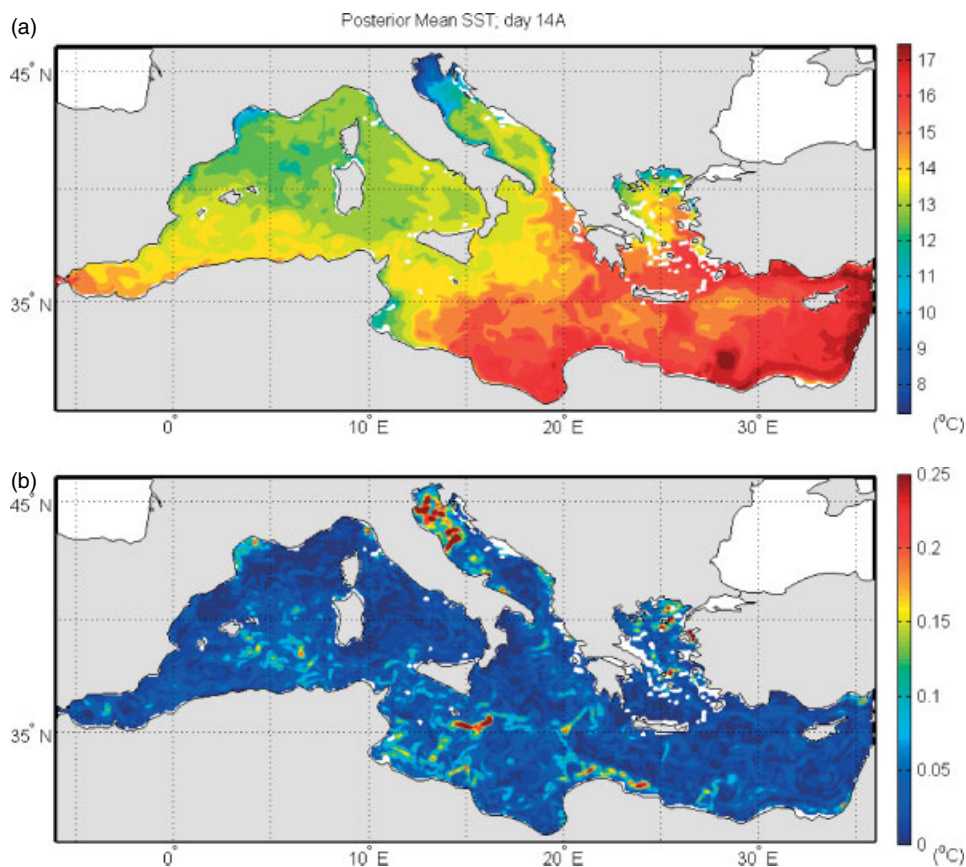 (a)
Posterior Mean SST; day 14A
45° N
35° N
0°
10° E
20° E
30° E
17
16
15
14
13
12
11
10
9
8
(°C)
(b)
45° N
35° N
0°
10° E
20° E
30° E
0.25
0.2
0.15
0.1
0.05
0
(°C)